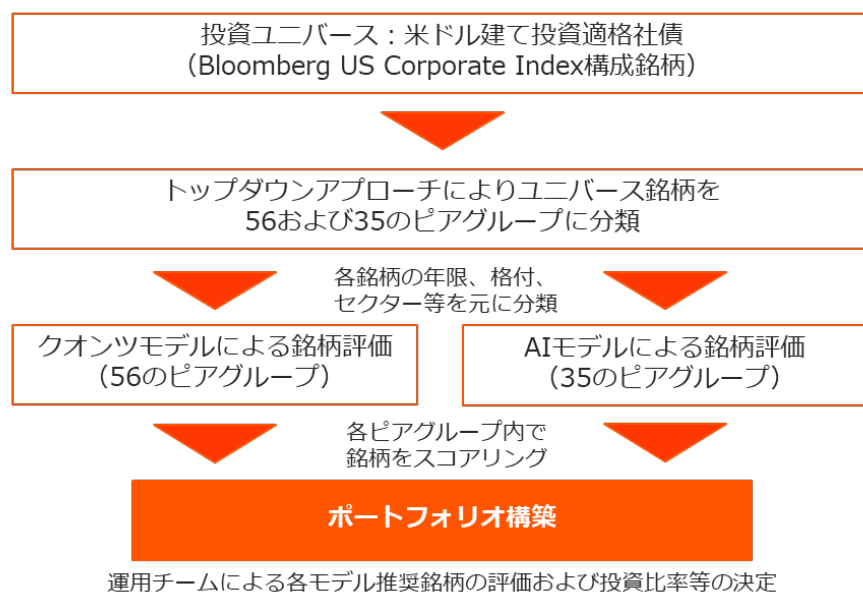 投資ユニバース：米ドル建て投資適格社債
（Bloomberg US Corporate Index構成銘柄）
トップダウンアプローチによりユニバース銘柄を
56および35のピアグループに分類
各銘柄の年限、格付、
セクター等を元に分類
クオンツモデルによる銘柄評価
（56のピアグループ）
AIモデルによる銘柄評価
（35のピアグループ）
各ピアグループ内で
銘柄をスコアリング
ポートフォリオ構築
運用チームによる各モデル推奨銘柄の評価および投資比率等の決定